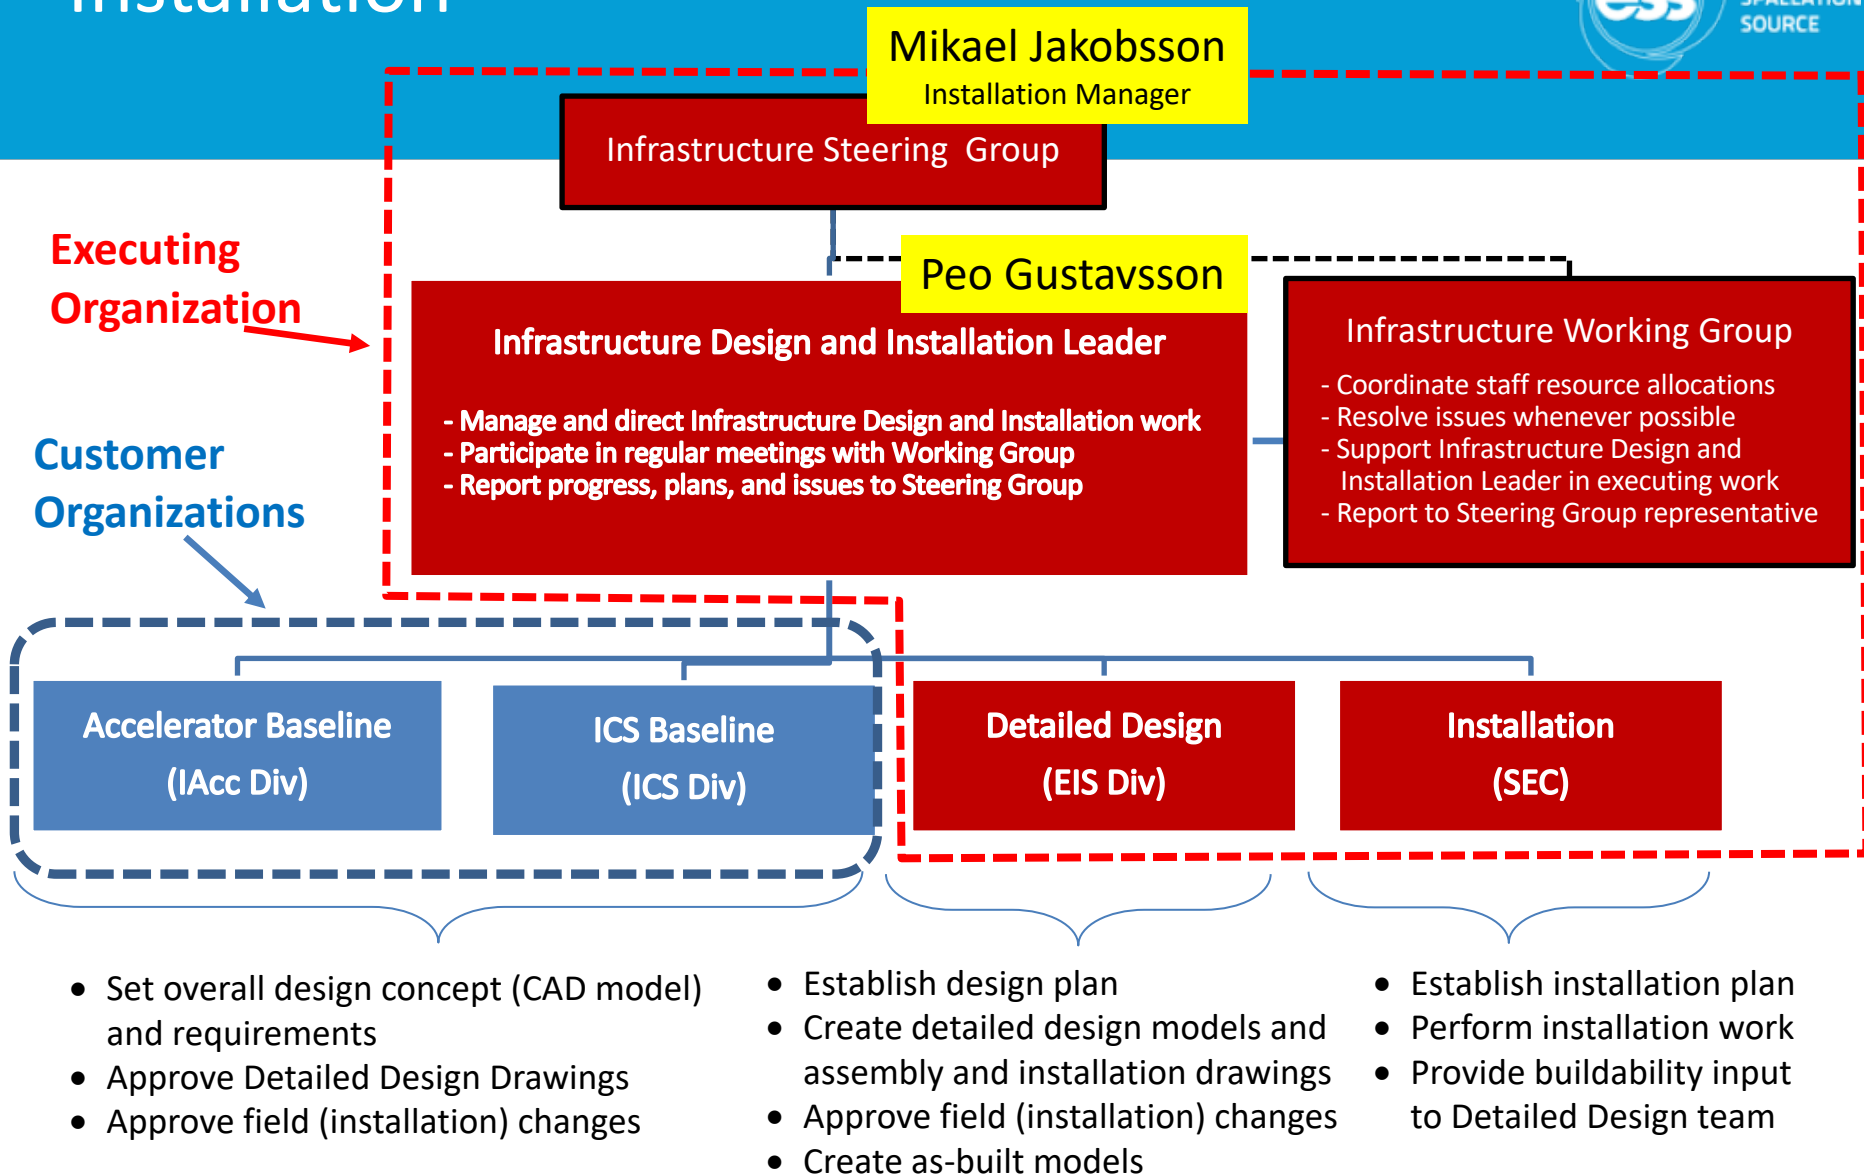 Installation
ess
SPALLATION
SOURCE
Mikael Jakobsson
Installation Manager
Infrastructure Steering Group
Executing
Organization
Peo Gustavsson
Infrastructure Design and Installation Leader
- Manage and direct Infrastructure Design and Installation work
- Participate in regular meetings with Working Group
- Report progress, plans, and issues to Steering Group
Infrastructure Working Group
- Coordinate staff resource allocations
- Resolve issues whenever possible
- Support Infrastructure Design and
Installation Leader in executing work
- Report to Steering Group representative
Customer
Organizations
Accelerator Baseline
(IAcc Div)
ICS Baseline
(ICS Div)
Detailed Design
(EIS Div)
Installation
(SEC)
• Set overall design concept (CAD model)
and requirements
• Approve Detailed Design Drawings
• Approve field (installation) changes
• Establish design plan
• Create detailed design models and
assembly and installation drawings
• Approve field (installation) changes
• Create as-built models
• Establish installation plan
• Perform installation work
• Provide buildability input
to Detailed Design team